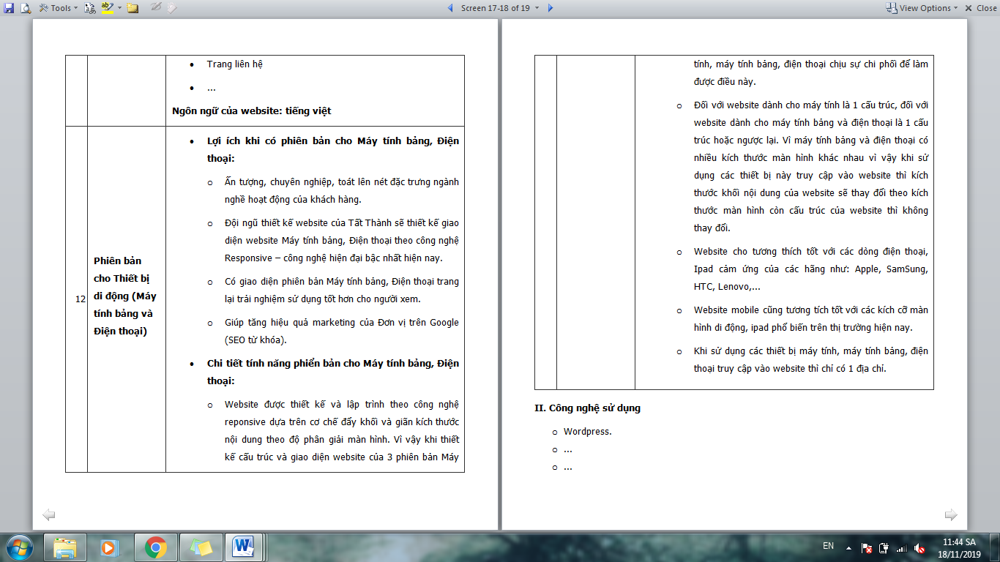 Tools
Screen 17-18 of 19
View Options
Close
• Trang liên hệ
• ...
Ngôn ngữ của website: tiếng việt
12
Phiên bản
cho Thiết bị
di động (Máy
tính bảng và
Điện thoại)
• Lợi ích khi có phiên bản cho Máy tính bảng, Điện
thoại:
o Ấn tượng, chuyên nghiệp, toát lên nét đặc trưng ngành
nghề hoạt động của khách hàng.
o Đội ngũ thiết kế website của Tất Thành sẽ thiết kế giao
diện website Máy tính bảng, Điện thoại theo công nghệ
Responsive – công nghệ hiện đại bậc nhất hiện nay.
o Có giao diện phiên bản Máy tính bảng, Điện thoại trang
lại trải nghiệm sử dụng tốt hơn cho người xem.
o Giúp tăng hiệu quả marketing của Đơn vị trên Google
(SEO từ khóa).
• Chi tiết tính năng phiển bản cho Máy tính bảng, Điện
thoại:
o Website được thiết kế và lập trình theo công nghệ
reponsive dựa trên cơ chế đẩy khối và giãn kích thước
nội dung theo độ phân giải màn hình. Vì vậy khi thiết
kế cấu trúc và giao diện website của 3 phiên bản Máy
tính, máy tính bảng, điện thoại chịu sự chi phối để làm
được điều này.
o Đối với website dành cho máy tính là 1 cấu trúc, đối với
website dành cho máy tính bảng và điện thoại là 1 cấu
trúc hoặc ngược lại. Vì máy tính bảng và điện thoại có
nhiều kích thước màn hình khác nhau vì vậy khi sử
dụng các thiết bị này truy cập vào website thì kích
thước khối nội dung của website sẽ thay đổi theo kích
thước màn hình còn cấu trúc của website thì không
thay đổi.
o Website cho tương thích tốt với các dòng điện thoại,
Ipad cảm ứng của các hãng như: Apple, SamSung,
HTC, Lenovo,...
o Website mobile cũng tương tích tốt với các kích cỡ màn
hình di động, ipad phổ biến trên thị trường hiện nay.
o Khi sử dụng các thiết bị máy tính, máy tính bảng, điện
thoại truy cập vào website thì chỉ có 1 địa chỉ.
II. Công nghệ sử dụng
o Wordpress.
o ...
o ...
EN
11:44 SA
18/11/2019